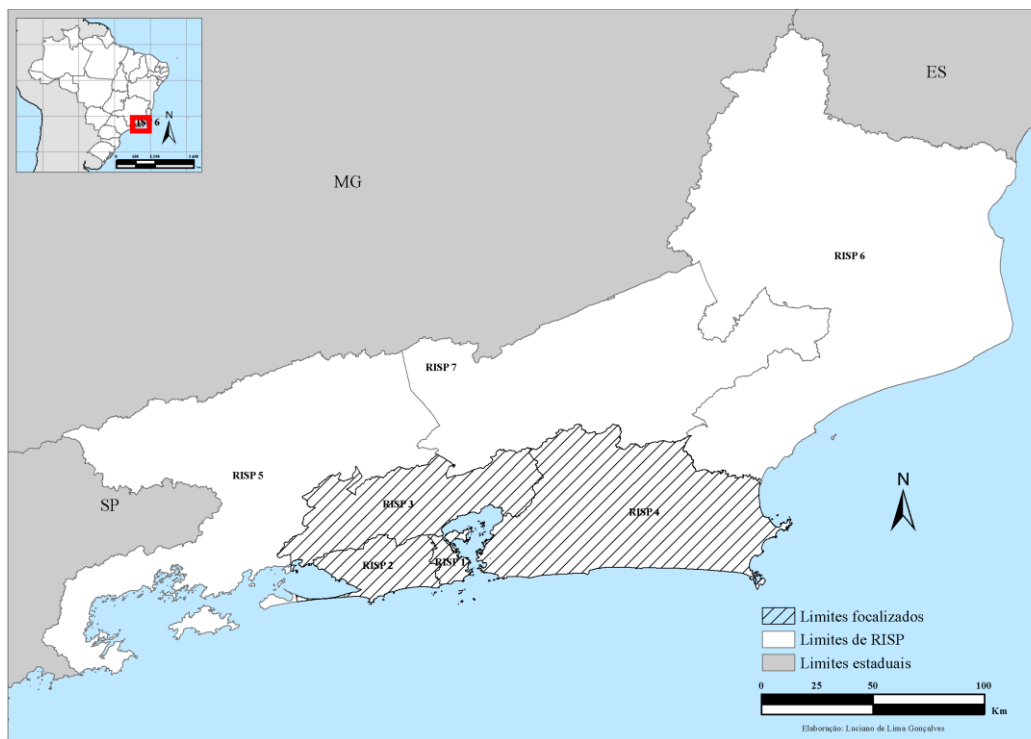 N
ES
MG
RISP 6
RISP 7
RISP 5
RISP 3
SP
RISP 4
N
RISP 2
RISP 1
Limites focalizados
Limites de RISP
Limites estaduais
0 25 50 100
Km
Elaboração: Luciano de Lima Gonçalves